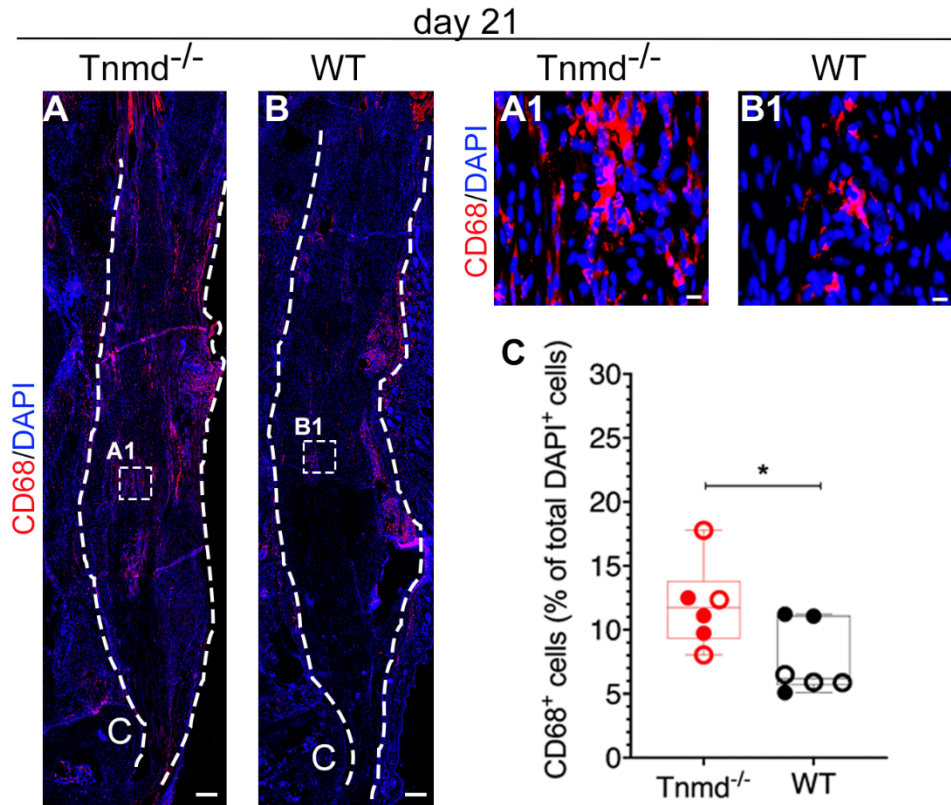 day 21
Tnmd-/- WT Tnmd-/- WT
A B A1 B1
CD68/DAPI
CD68/DAPI
A1
B1
C
C
C
CD68+ cells (% of total DAPI+ cells)
30
25
20
15
10
5
0
*
Tnmd-/- WT